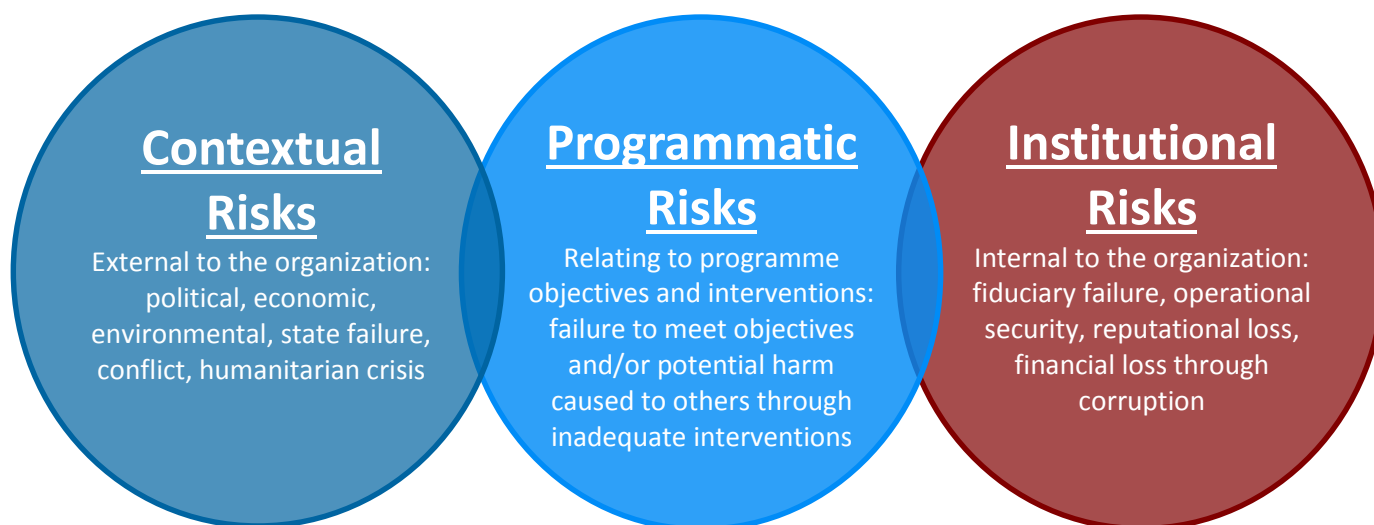 Contextual
Risks
External to the organization:
political, economic,
environmental, state failure,
conflict, humanitarian crisis
Programmatic
Risks
Relating to programme
objectives and interventions:
failure to meet objectives
and/or potential harm
caused to others through
inadequate interventions
Institutional
Risks
Internal to the organization:
fiduciary failure, operational
security, reputational loss,
financial loss through
corruption